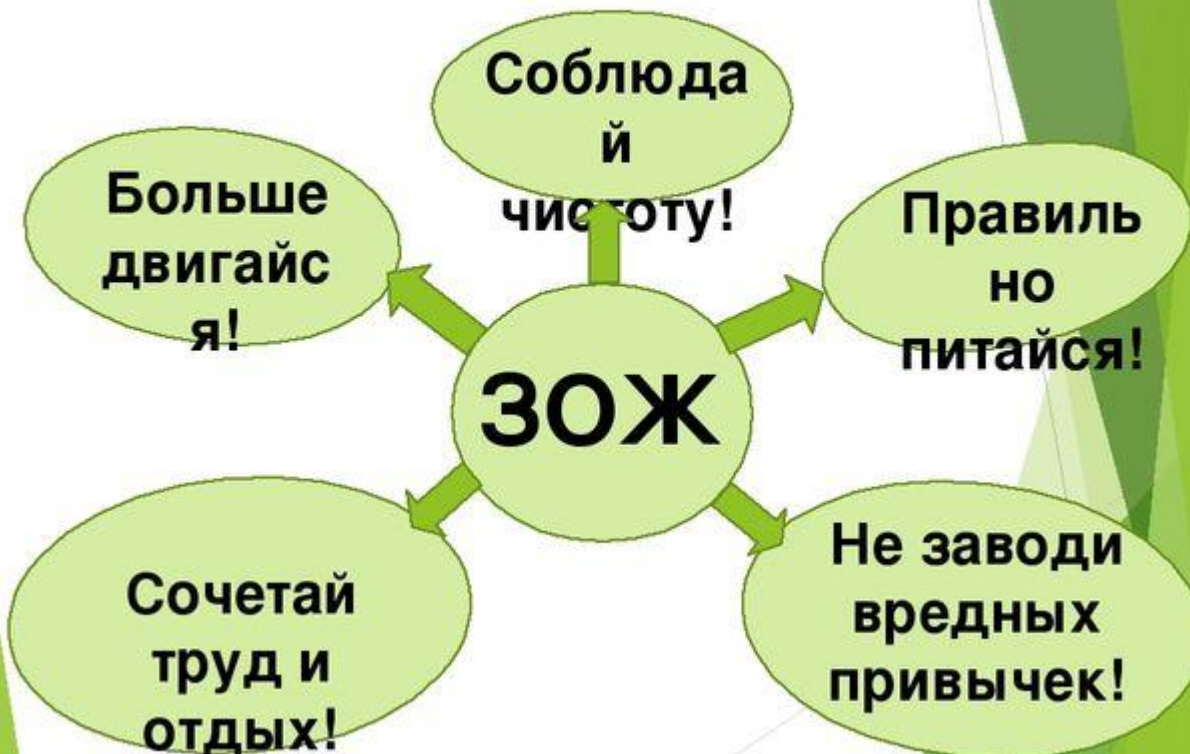 Соблюда
й
чистоту!
Больше
двигайс
я!
Правиль
но
питайся!
ЗОЖ
Сочетай
труд и
отдых!
Не заводи
вредных
привычек!